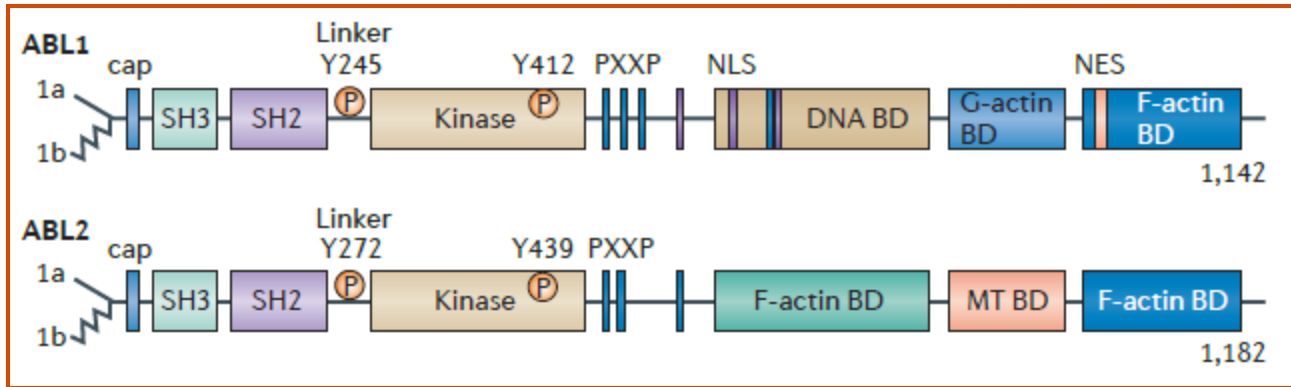 ABL1
Linker
cap Y245 Y412 PXXP NLS NES
1a
SH3 SH2 P Kinase P DNA BD G-actin BD F-actin BD
1b
1,142
ABL2
Linker
cap Y272 Y439 PXXP
1a
SH3 SH2 P Kinase P F-actin BD MT BD F-actin BD
1b
1,182